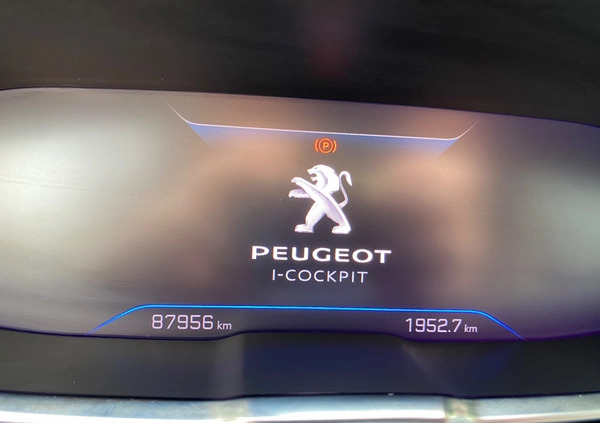 (P)
PEUGEOT
I-COCKPIT
87956 km 1952.7 km